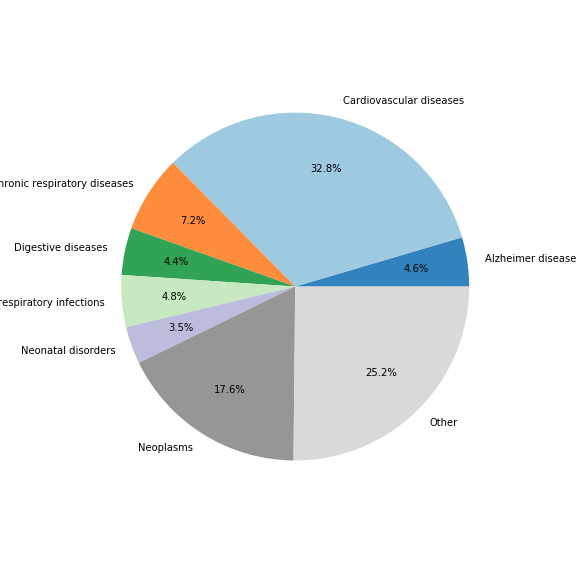 Cardiovascular diseases
32.8%
hronic respiratory diseases
7.2%
Digestive diseases
4.4%
Alzheimer disease
4.6%
respiratory infections
4.8%
3.5%
Neonatal disorders
25.2%
17.6%
Other
Neoplasms